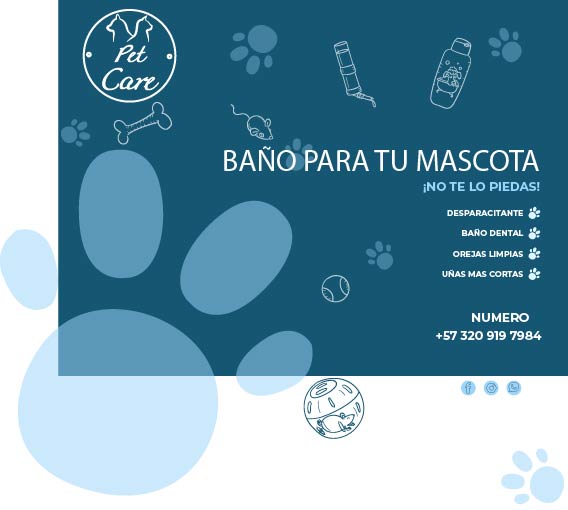 Pet
Care
BAÑO PARA TU MASCOTA
¡NO TE LO PIEDAS!
DESPARACITANTE
BAÑO DENTAL
OREJAS LIMPIAS
UÑAS MAS CORTAS
NUMERO
+57 320 919 7984